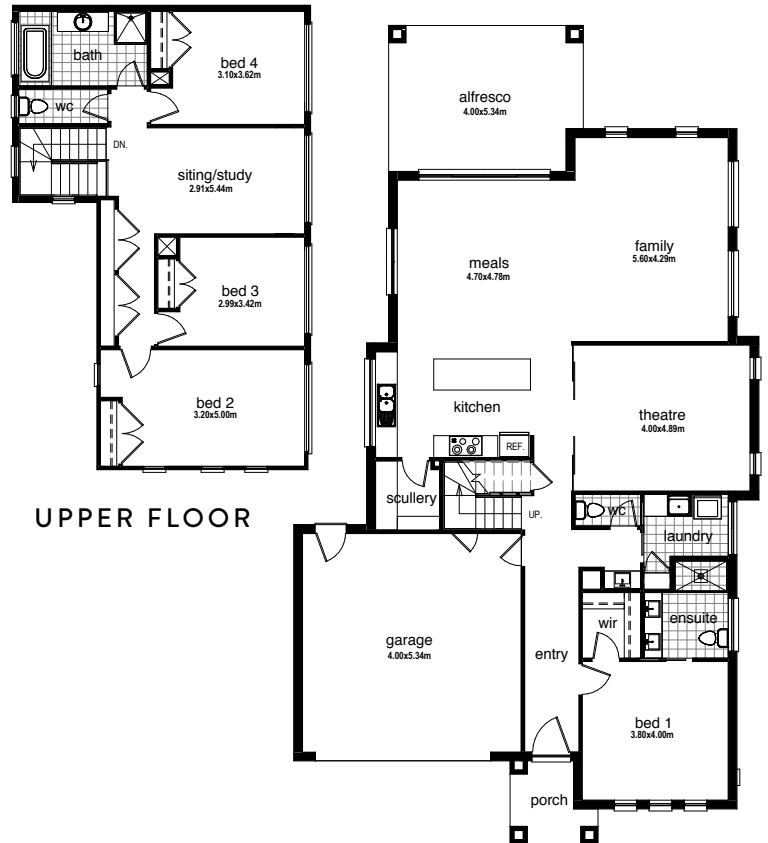 bath
bed 4
3.10x3.62m
wc
DN.
siting/study
2.91x5.44m
bed 3
2.99x3.42m
bed 2
3.20x5.00m
UPPER FLOOR
alfresco
4.00x5.34m
meals
4.70x4.78m
family
5.60x4.29m
kitchen
REF.
theatre
4.00x4.89m
scullery
UP.
wc
laundry
garage
4.00x5.34m
entry
wir
ensuite
bed 1
3.80x4.00m
porch